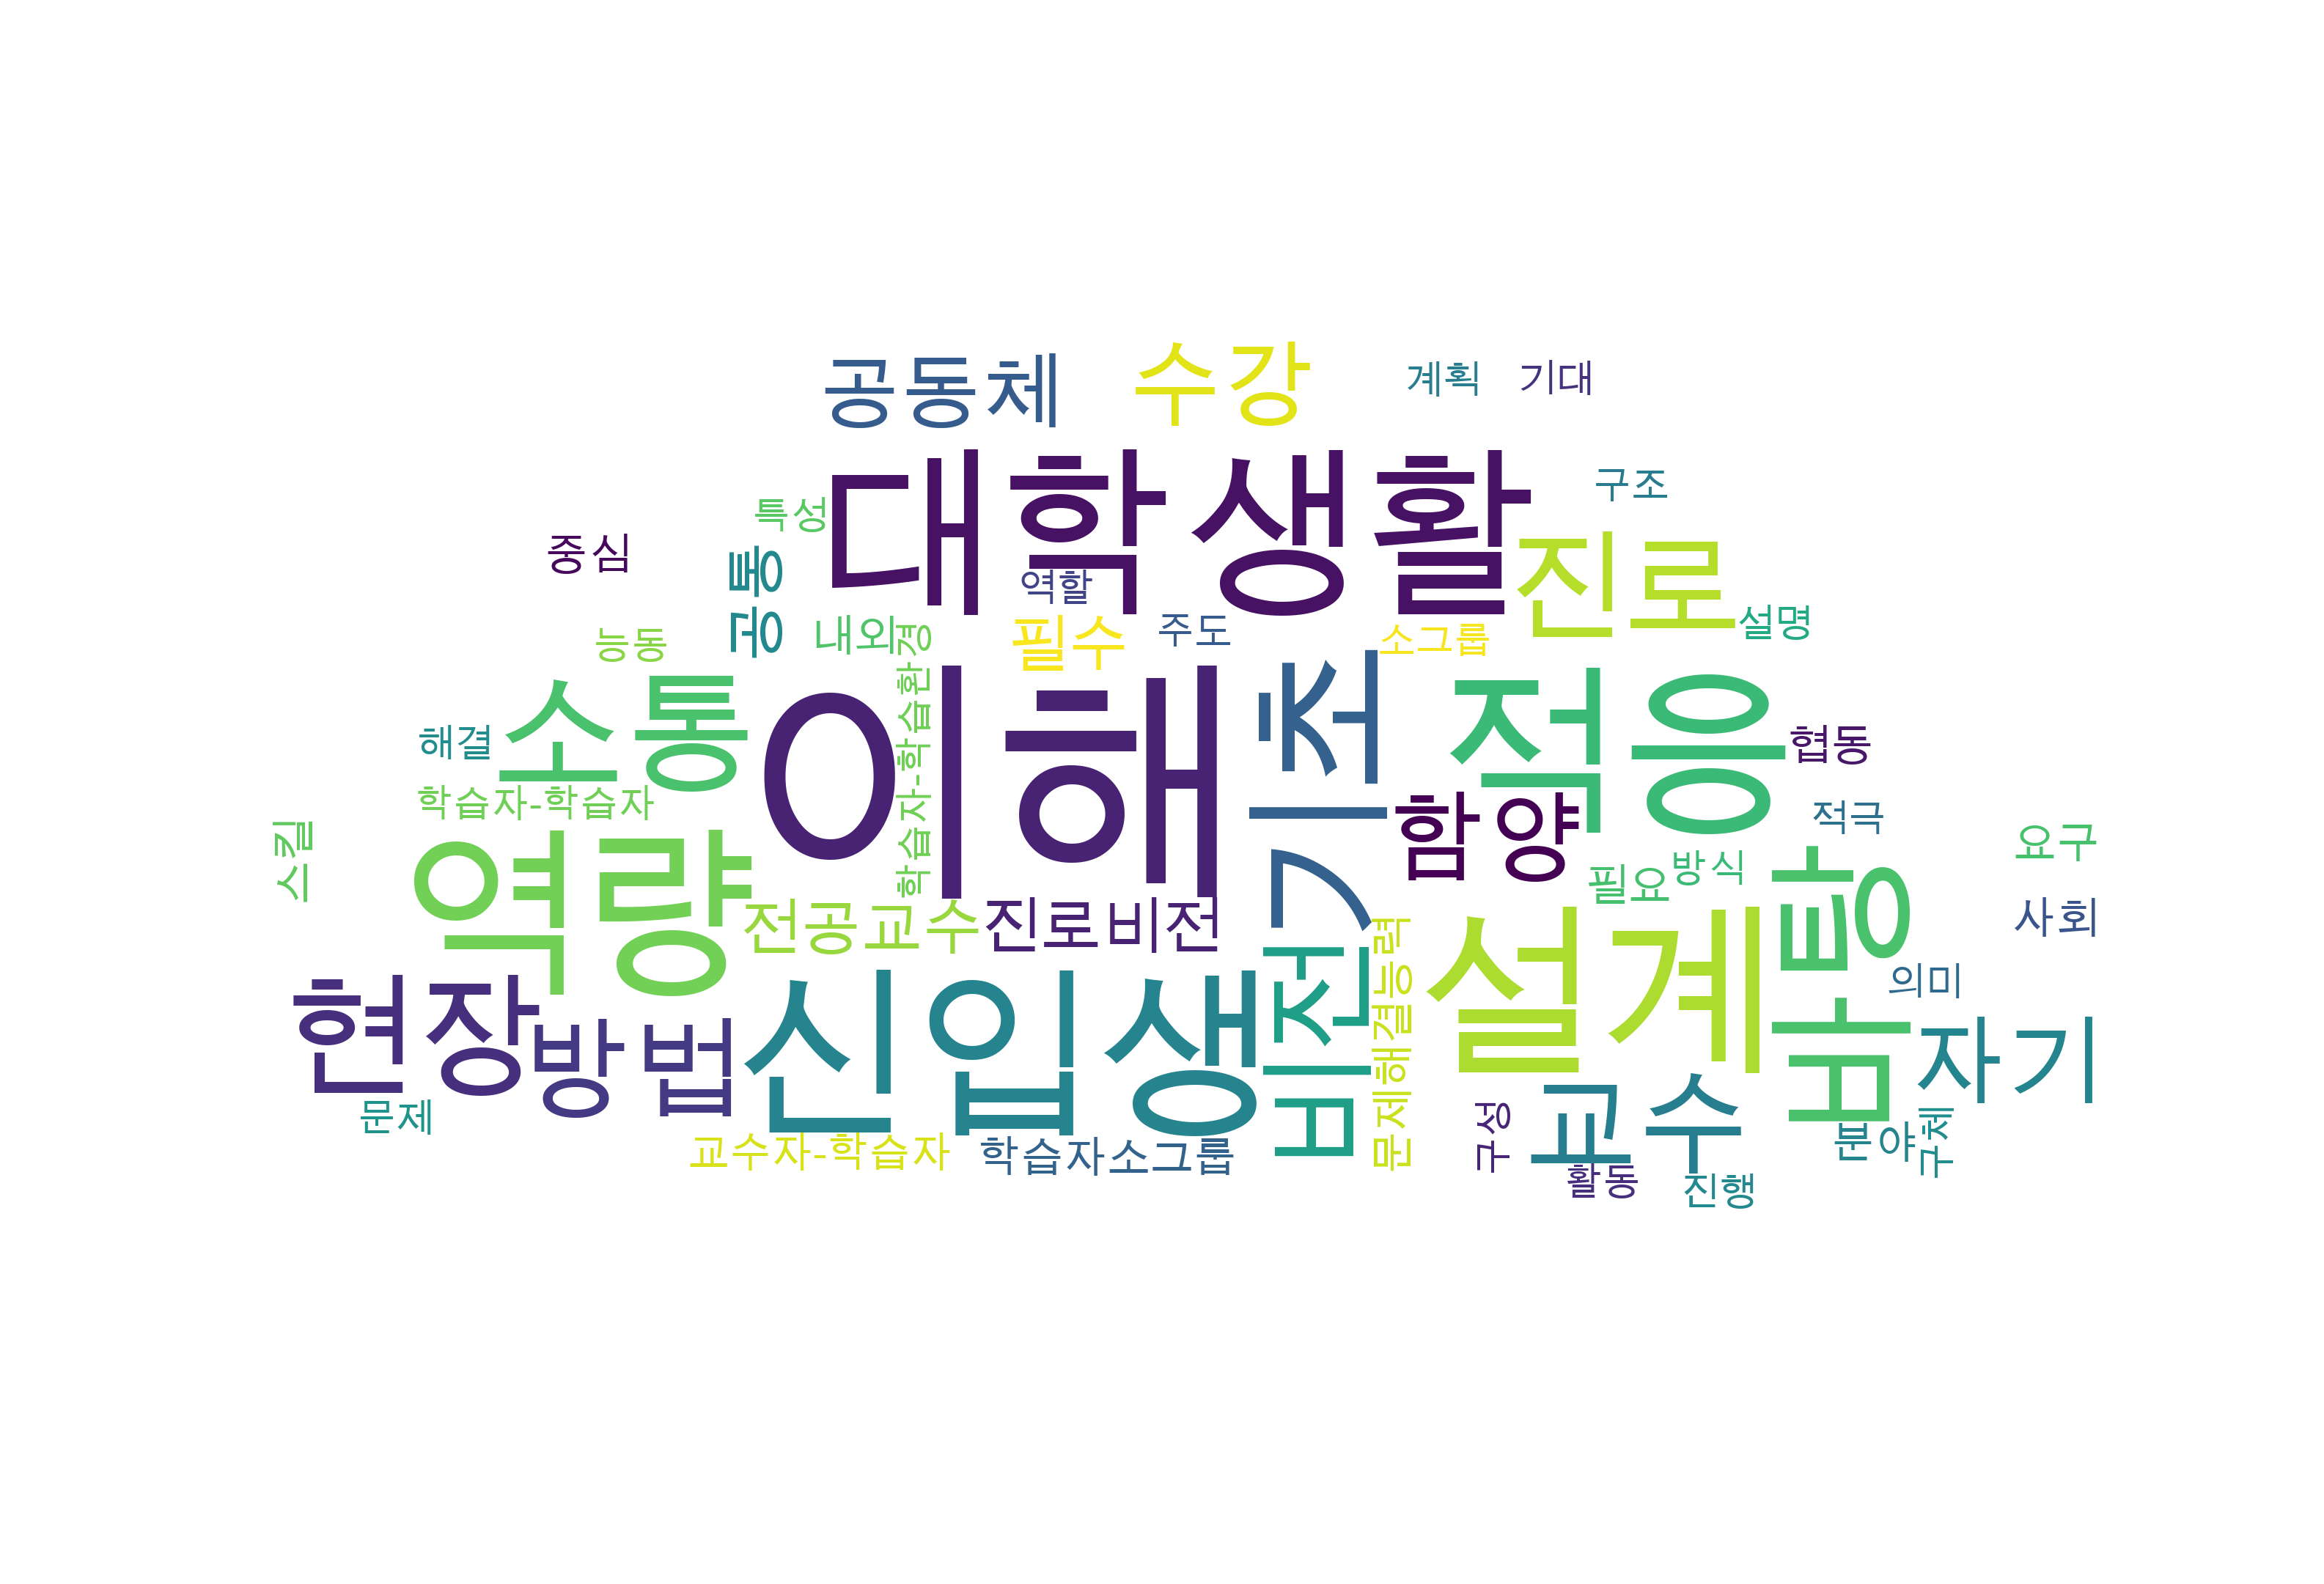 공동체
수강
계획
기대
대학생활
구조
특성
중심
공통
진로
역할
설명
능동
내외
필수
주도
소그룹
학습자-학습환경
소통
이해
기초
적응
해결
협동
학습자-학습자
함양
적극
스킬
역량
요구
필요
방식
덕목
전공교수
진로비전
사회
설계
현장
방법
신입생
비전
문제해결능력
의미
자기
교수
문제
교수자-학습자
학습자소그룹
구성
분야
구축
활동
진행